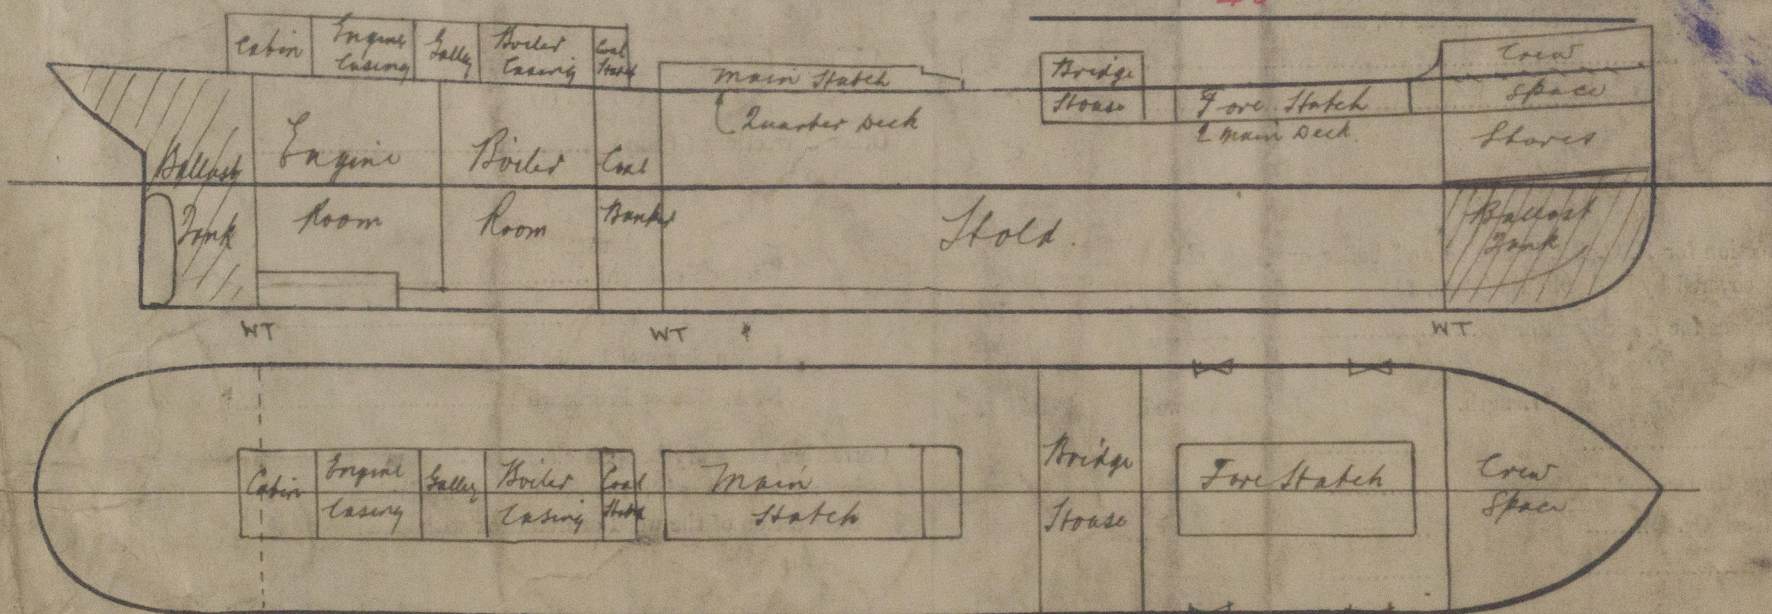 Cabin
Engine
Casing
Galley
Boiler
Casing
Coal
Hatch
Main Hatch
Quarter Deck
Bridge
House
Fore Hatch
main Deck
Crew
Space
Stores
Ballast
Tank
Engine
Room
Boiler
Room
Coal
Bunker
Hold.
Ballast
Tank
WT
WT
WT
Cabin
Engine
Casing
Galley
Boiler
Casing
Coal
Hatch
Main
Hatch
Bridge
House
Fore Hatch
Crew
Space